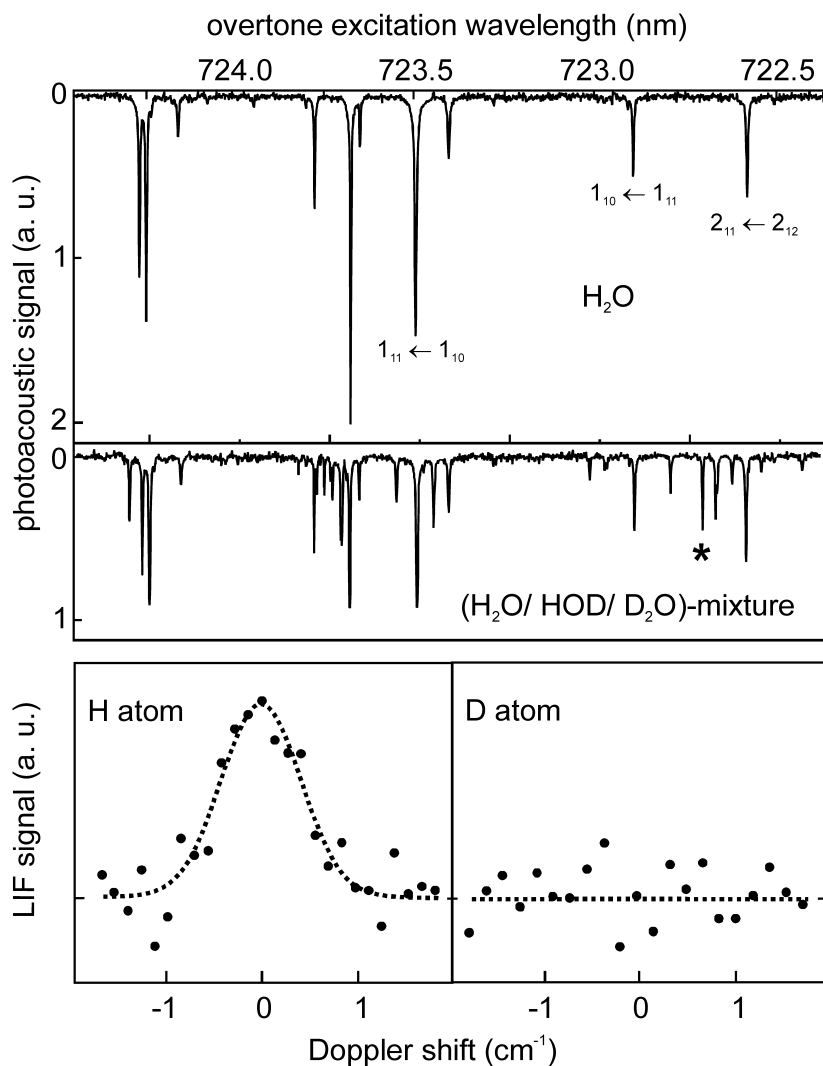 overtone excitation wavelength (nm)
724.0 723.5 723.0 722.5
photoacoustic signal (a. u.)
0
1
2
1₁₁ ← 1₁₀
1₁₀ ← 1₁₁
2₁₁ ← 2₁₂
H₂O
0
1
*
(H₂O/ HOD/ D₂O)-mixture
LIF signal (a. u.)
H atom
D atom
-1 0 1 -1 0 1
Doppler shift (cm⁻¹)